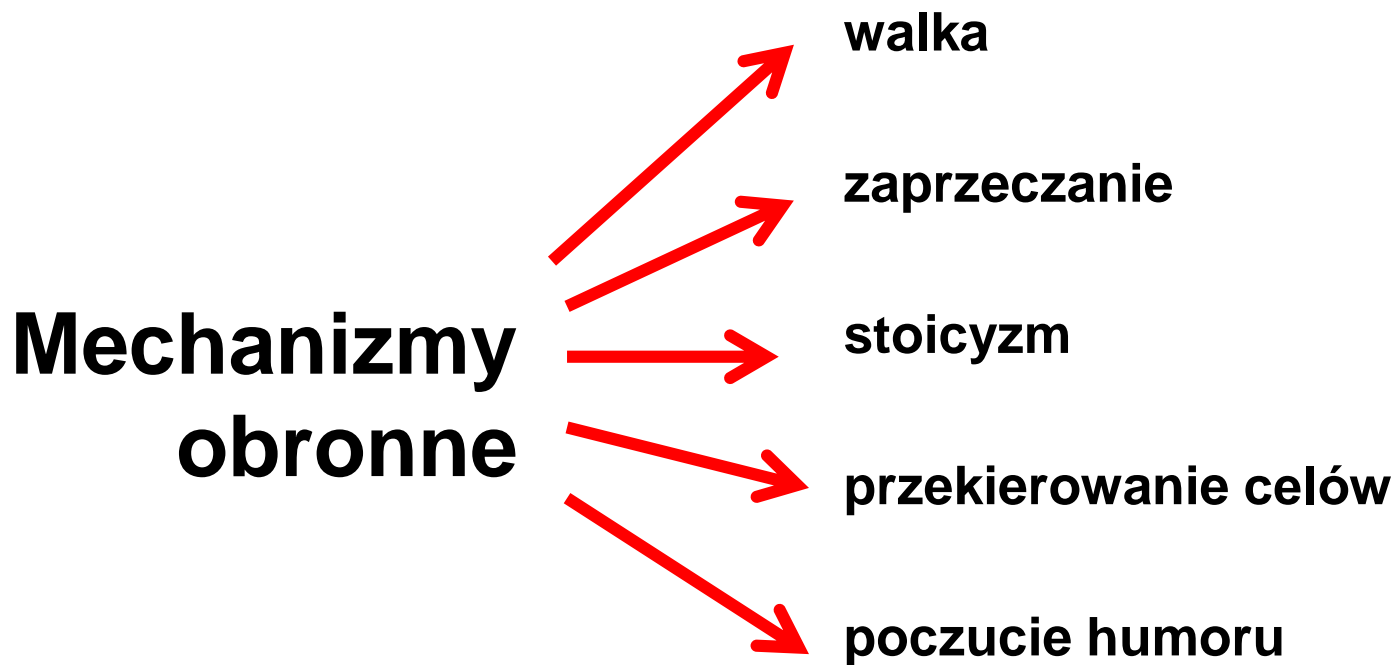 walka
zaprzeczanie
Mechanizmy
obronne
stoicyzm
przekierowanie celów
poczucie humoru